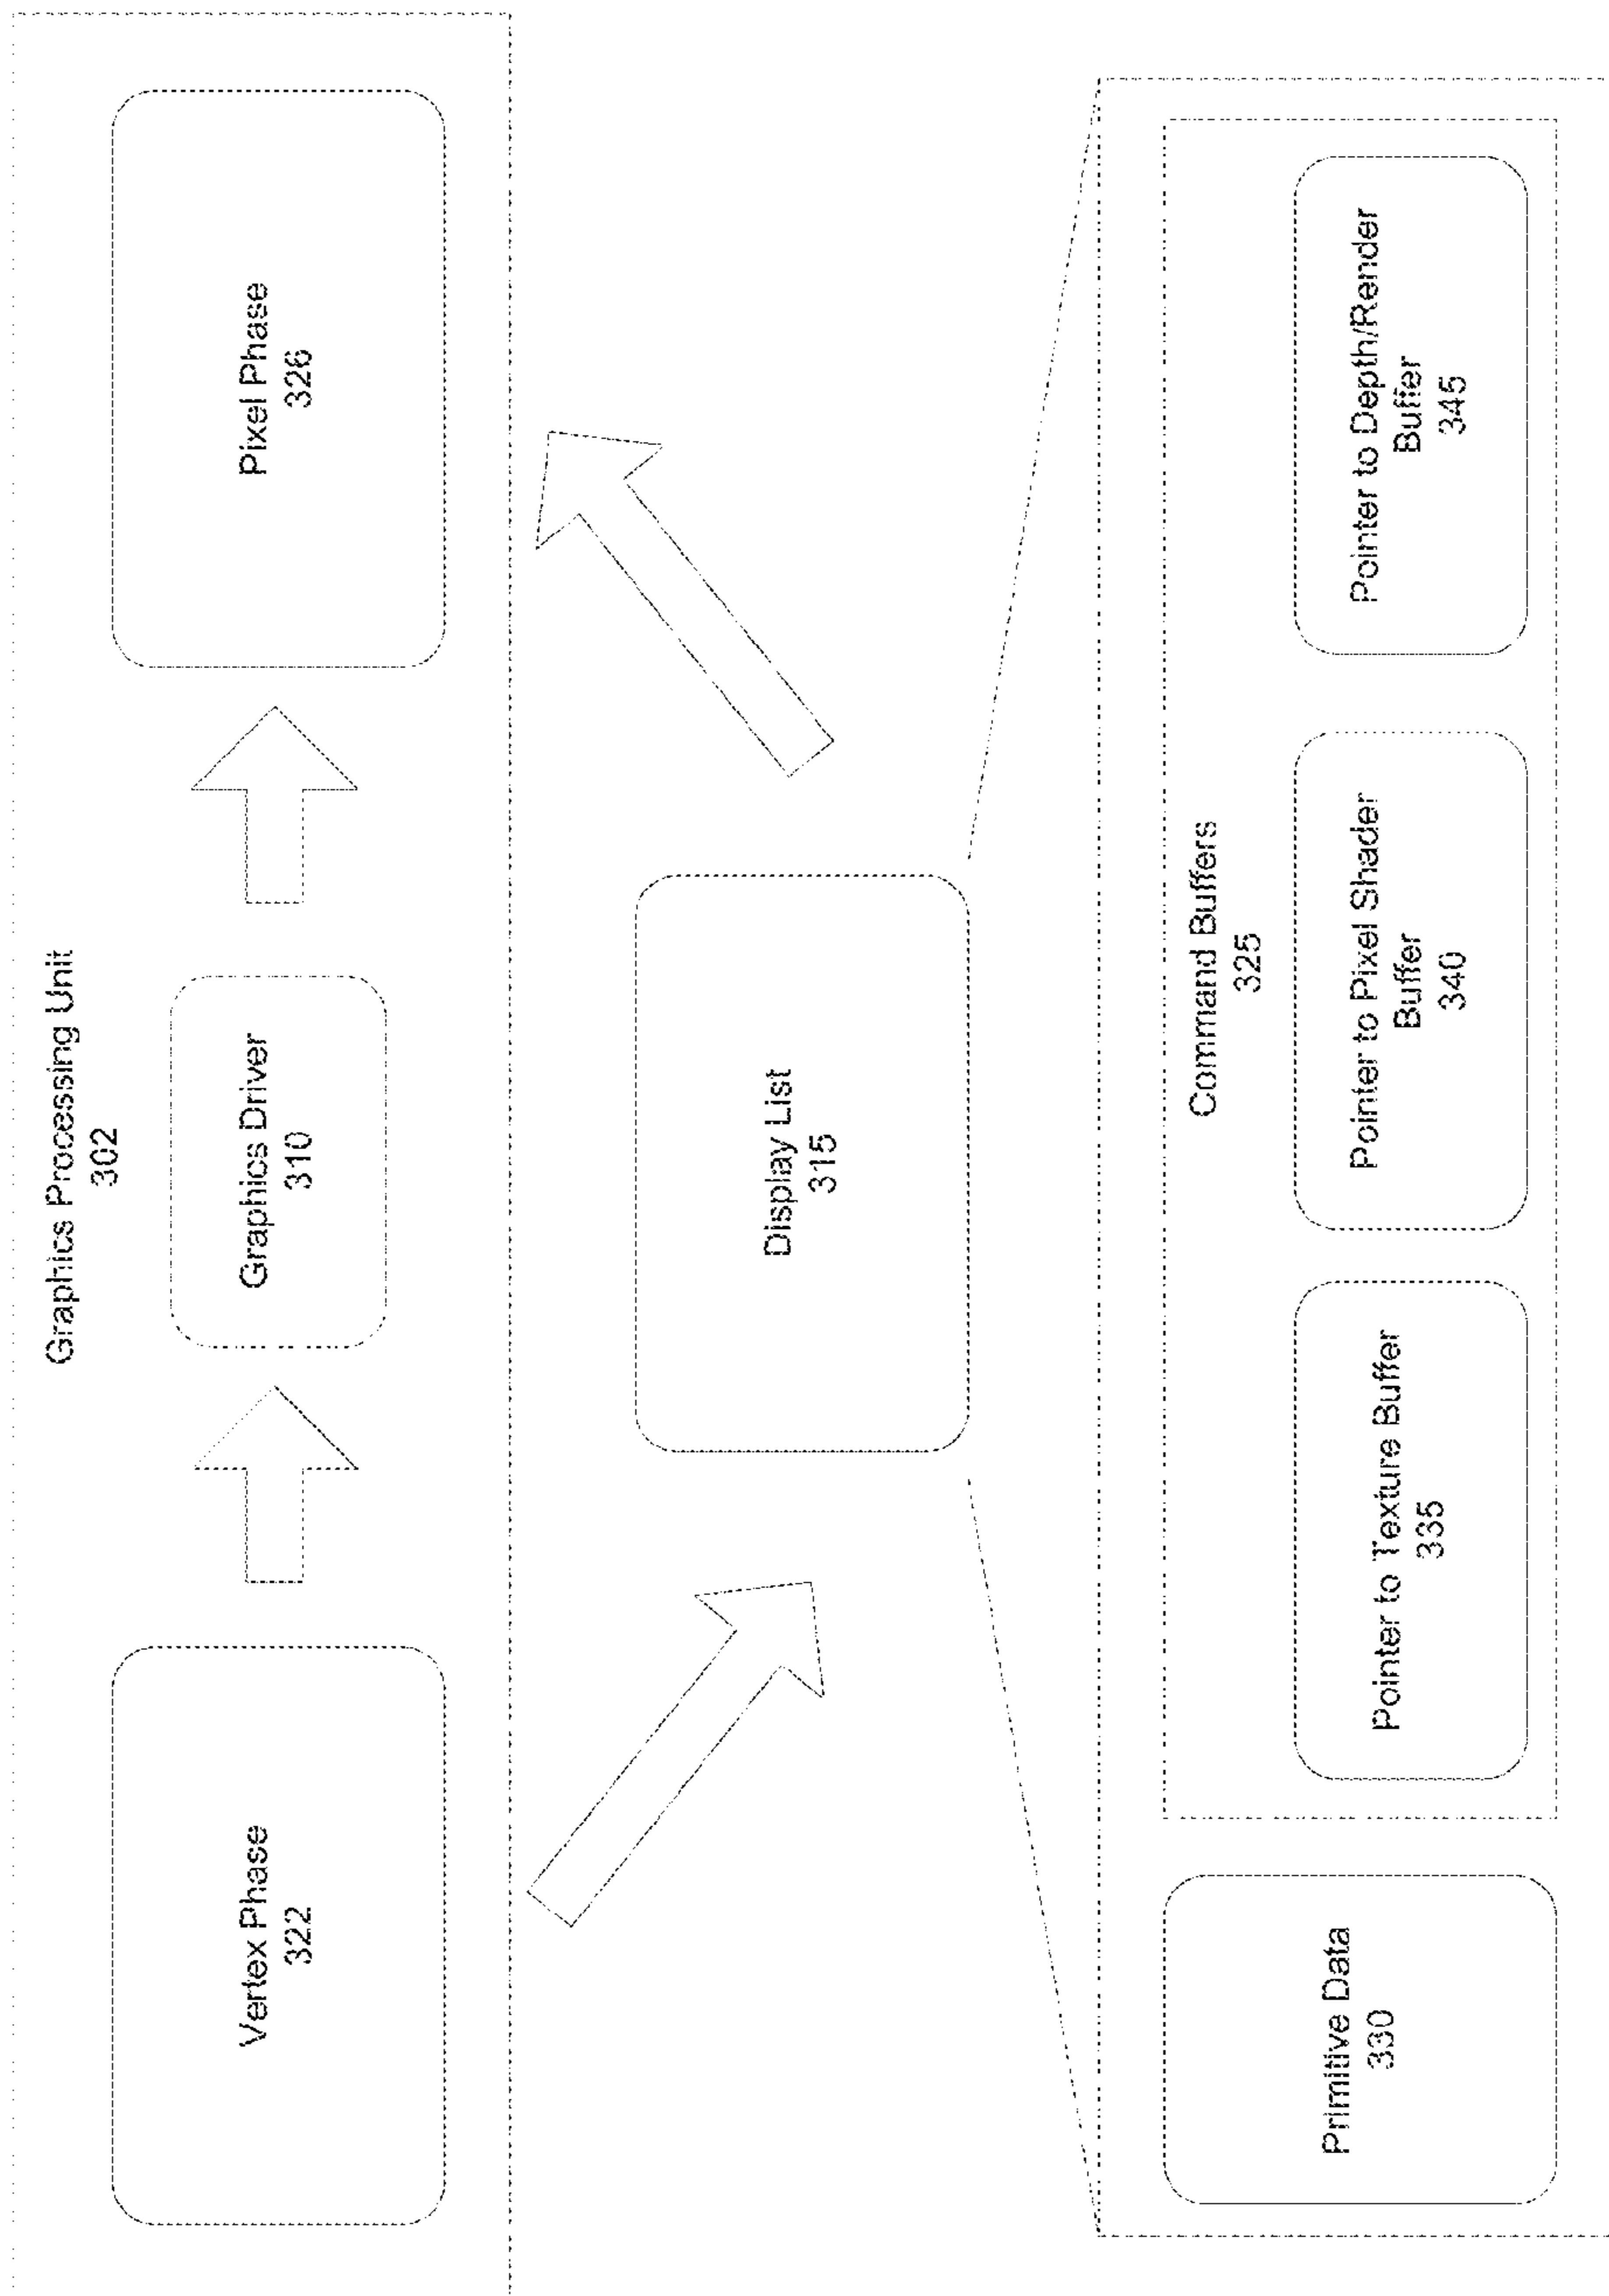 Graphics Processing Unit
302
Vertex Phase
322
Graphics Driver
310
Pixel Phase
326
Display List
315
Command Buffers
325
Primitive Data
330
Pointer to Texture Buffer
335
Pointer to Pixel Shader
Buffer
340
Pointer to Depth/Render
Buffer
345